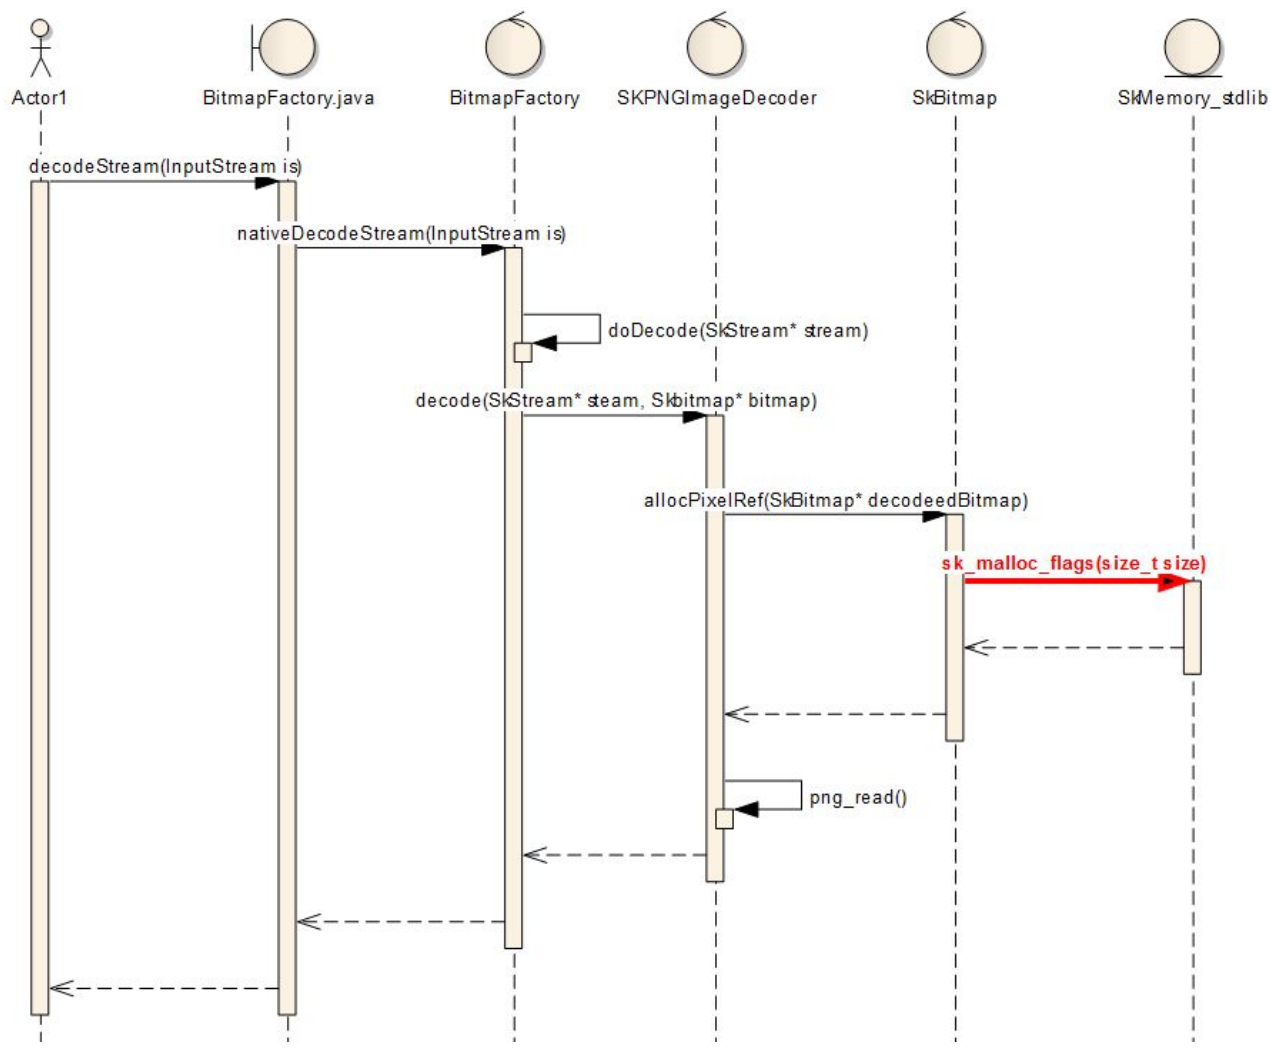 Actor1
BitmapFactory.java
BitmapFactory
SKPNGImageDecoder
SkBitmap
SkMemory_stdlib
decodeStream(InputStream is)
nativeDecodeStream(InputStream is)
doDecode(SkStream* stream)
decode(SkStream* steam, Skbitmap* bitmap)
allocPixelRef(SkBitmap* decodeedBitmap)
sk_malloc_flags(size_t size)
png_read()